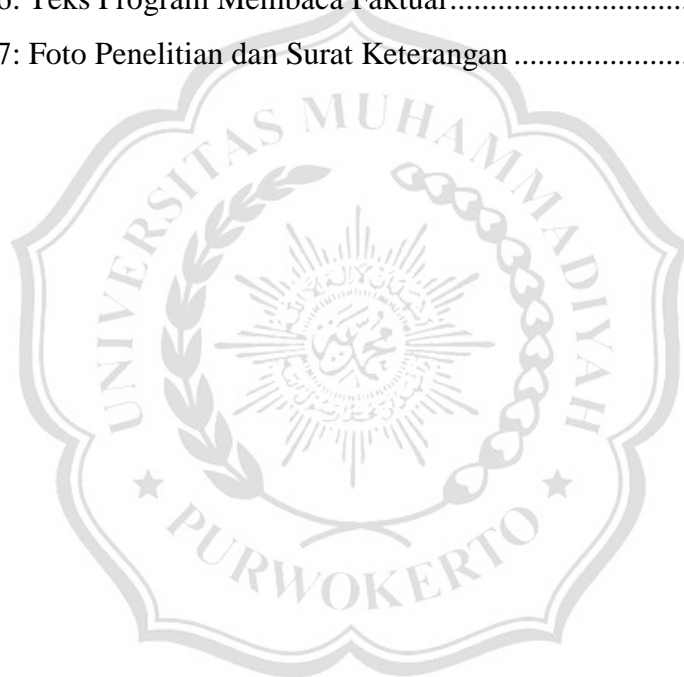 6: Teks Program Membaca Faktual..............................
7: Foto Penelitian dan Surat Keterangan ......................
UNIVERSITAS MUHAMMADIYAH
PURWOKERTO